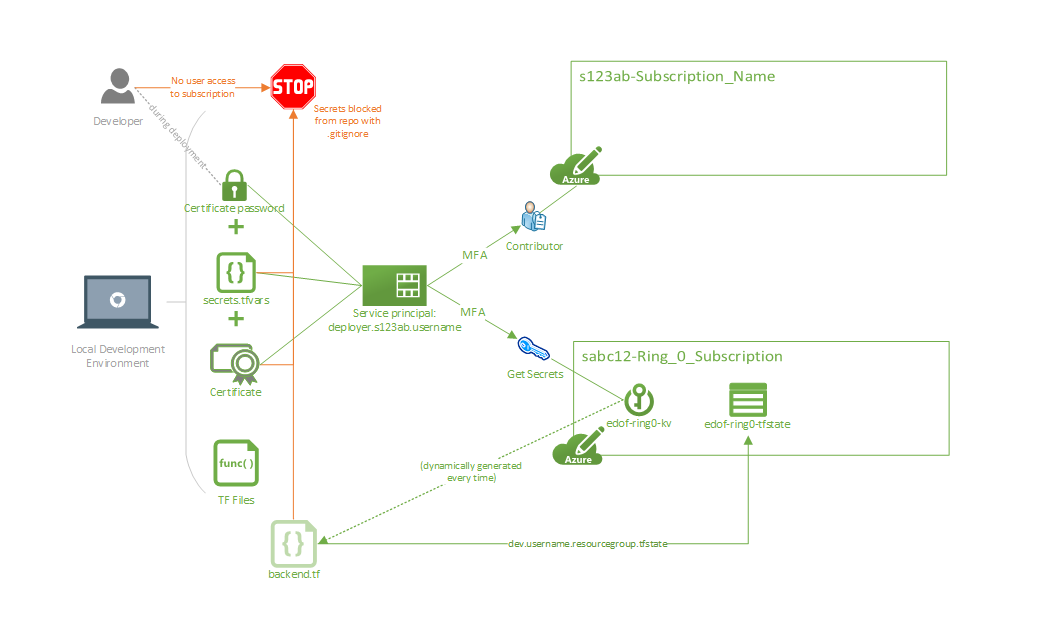 s123ab-Subscription_Name
No user access
to subscription
STOP
Secrets blocked
from repo with
.gitignore
Developer
during deployment
Azure
Certificate password
+
Contributor
MFA
{ }
secrets.tfvars
+
Service principal:
deployer.s123ab.username
MFA
Local Development
Environment
Get Secrets
sabc12-Ring_0_Subscription
Certificate
edof-ring0-kv
edof-ring0-tfstate
Azure
func( )
TF Files
(dynamically generated
every time)
{ }
backend.tf
dev.username.resourcegroup.tfstate